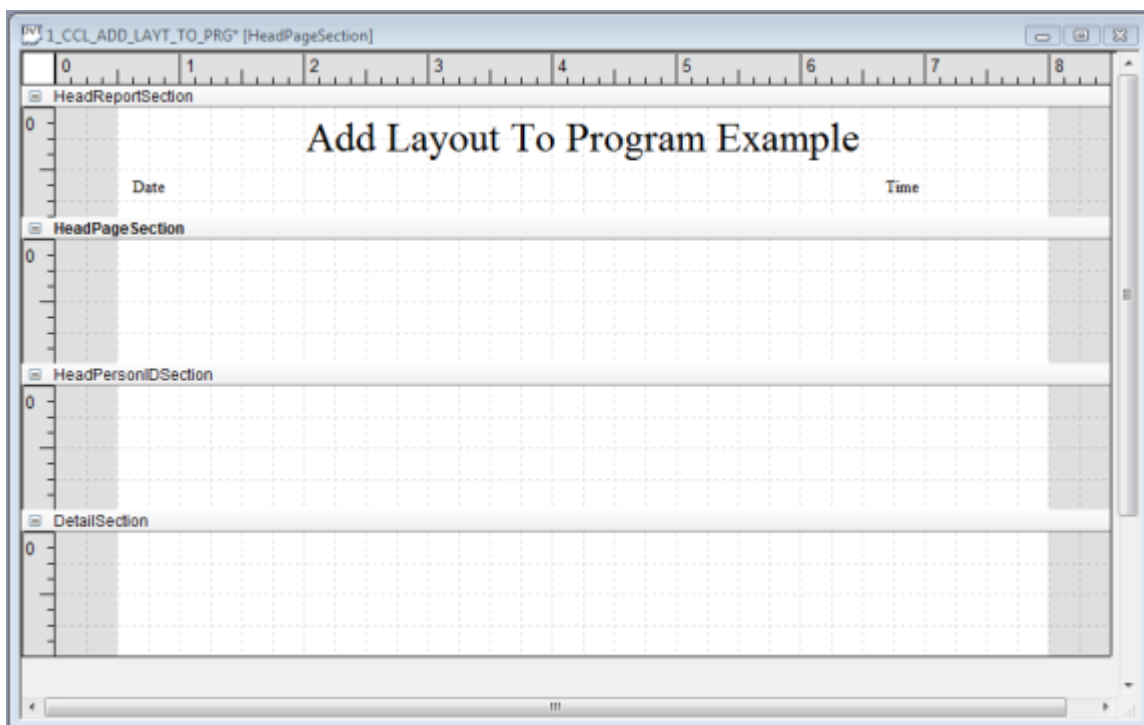 1_CCL_ADD_LAYT_TO_PRG* [HeadPageSection]
0 1 2 3 4 5 6 7 8
HeadReportSection
0
Add Layout To Program Example
Date Time
HeadPageSection
0
HeadPersonIDSection
0
DetailSection
0